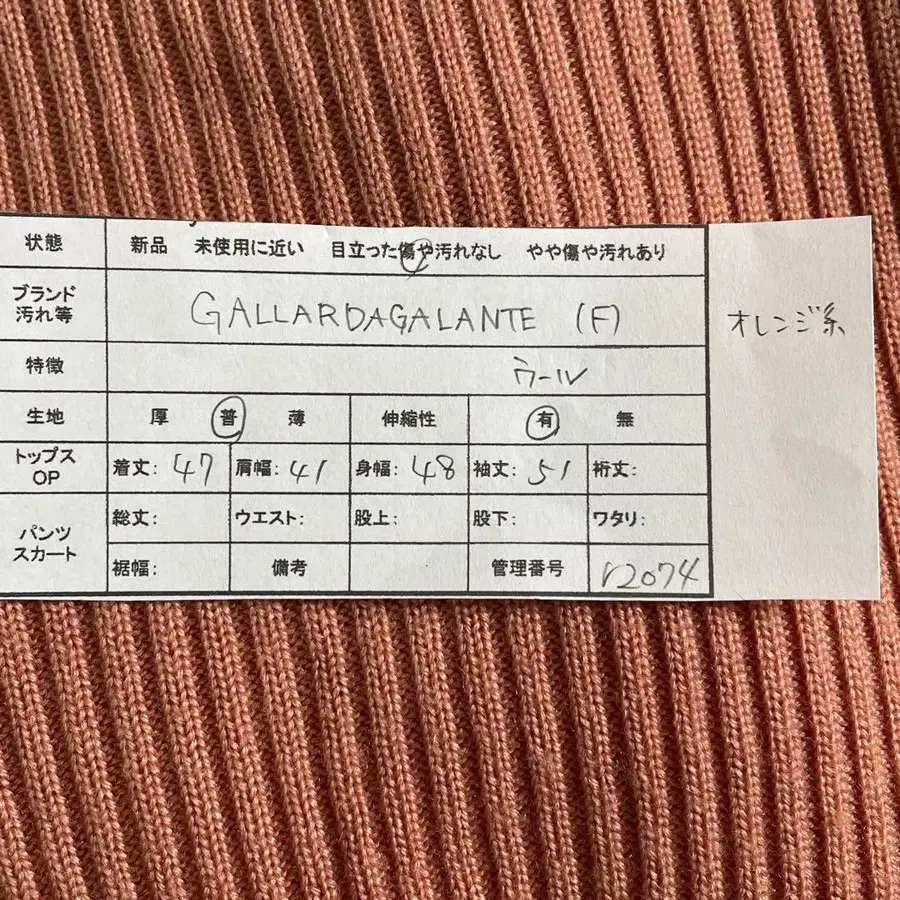 状態 新品 未使用に近い 目立った傷や汚れなし やや傷や汚れあり
ブランド
汚れ等 GALLARDAGALANTE (F)
オレンジ系
特徴 ウール
生地 厚 普 薄 伸縮性 有 無
トップス
OP 着丈: 47 肩幅: 41 身幅: 48 袖丈: 51 裄丈:
パンツ
スカート 総丈: ウエスト: 股上: 股下: ワタリ:
裾幅: 備考 管理番号 r2074